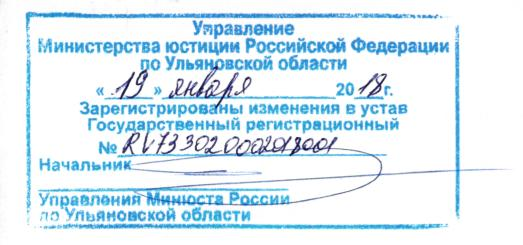 Управление
Министерства юстиции Российской Федерации
по Ульяновской области
«19» января 2018г.
Зарегистрированы изменения в устав
Государственный регистрационный
№ RU733020002018001
Начальник
Управления Минюста России
по Ульяновской области